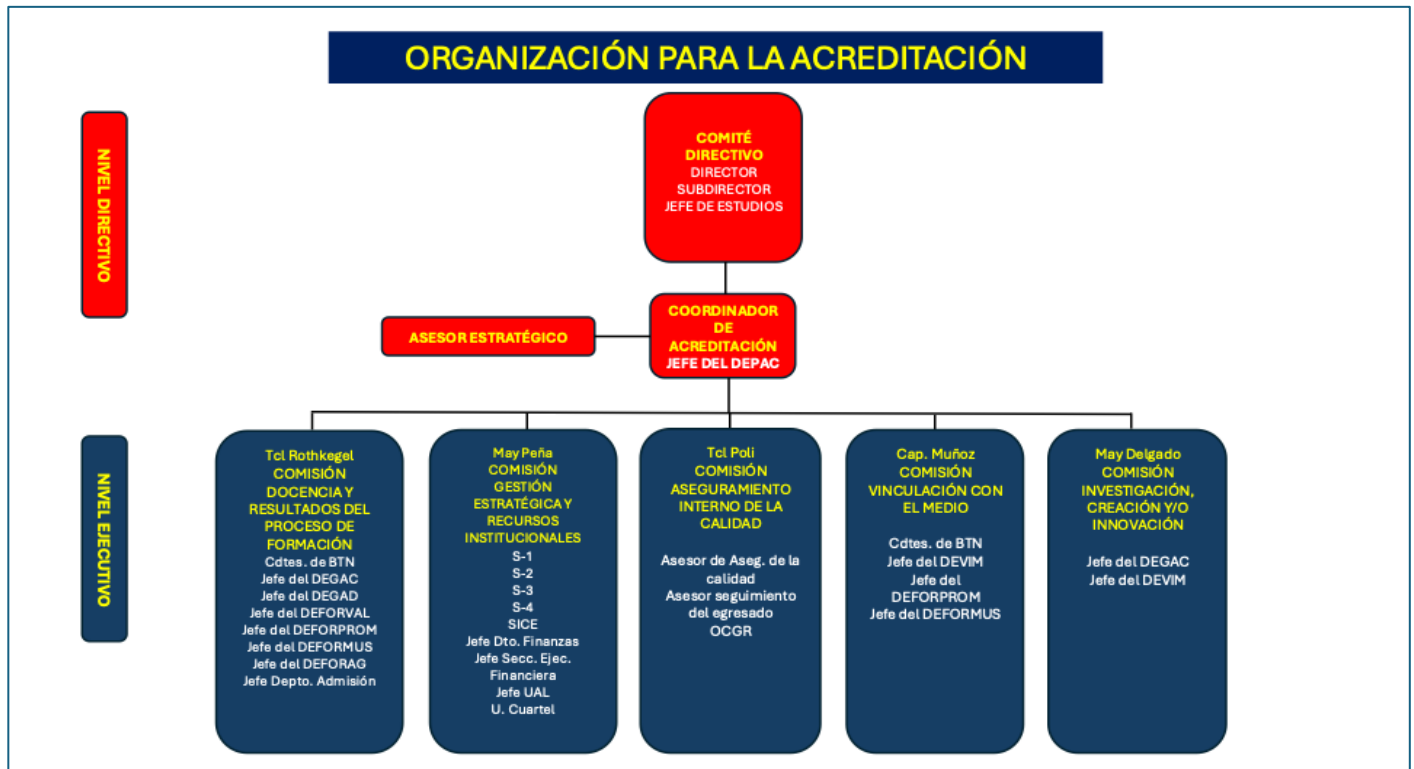 ORGANIZACIÓN PARA LA ACREDITACIÓN
NIVEL DIRECTIVO
COMITÉ
DIRECTIVO
DIRECTOR
SUBDIRECTOR
JEFE DE ESTUDIOS
ASESOR ESTRATÉGICO
COORDINADOR
DE
ACREDITACIÓN
JEFE DEL DEPAC
NIVEL EJECUTIVO
Tcl Rothkegel
COMISIÓN
DOCENCIA Y
RESULTADOS DEL
PROCESO DE
FORMACIÓN
Cdtes. de BTN
Jefe del DEGAC
Jefe del DEGAD
Jefe del DEFORVAL
Jefe del DEFORPROM
Jefe del DEFORMUS
Jefe del DEFORAG
Jefe Depto. Admisión
May Peña
COMISIÓN
GESTIÓN
ESTRATÉGICA Y
RECURSOS
INSTITUCIONALES
S-1
S-2
S-3
S-4
SICE
Jefe Dto. Finanzas
Jefe Secc. Ejec.
Financiera
Jefe UAL
U. Cuartel
Tcl Poli
COMISIÓN
ASEGURAMIENTO
INTERNO DE LA
CALIDAD
Asesor de Aseg. de la
calidad
Asesor seguimiento
del egresado
OCGR
Cap. Muñoz
COMISIÓN
VINCULACIÓN CON
EL MEDIO
Cdtes. de BTN
Jefe del DEVIM
Jefe del
DEFORPROM
Jefe del DEFORMUS
May Delgado
COMISIÓN
INVESTIGACIÓN,
CREACIÓN Y/O
INNOVACIÓN
Jefe del DEGAC
Jefe del DEVIM